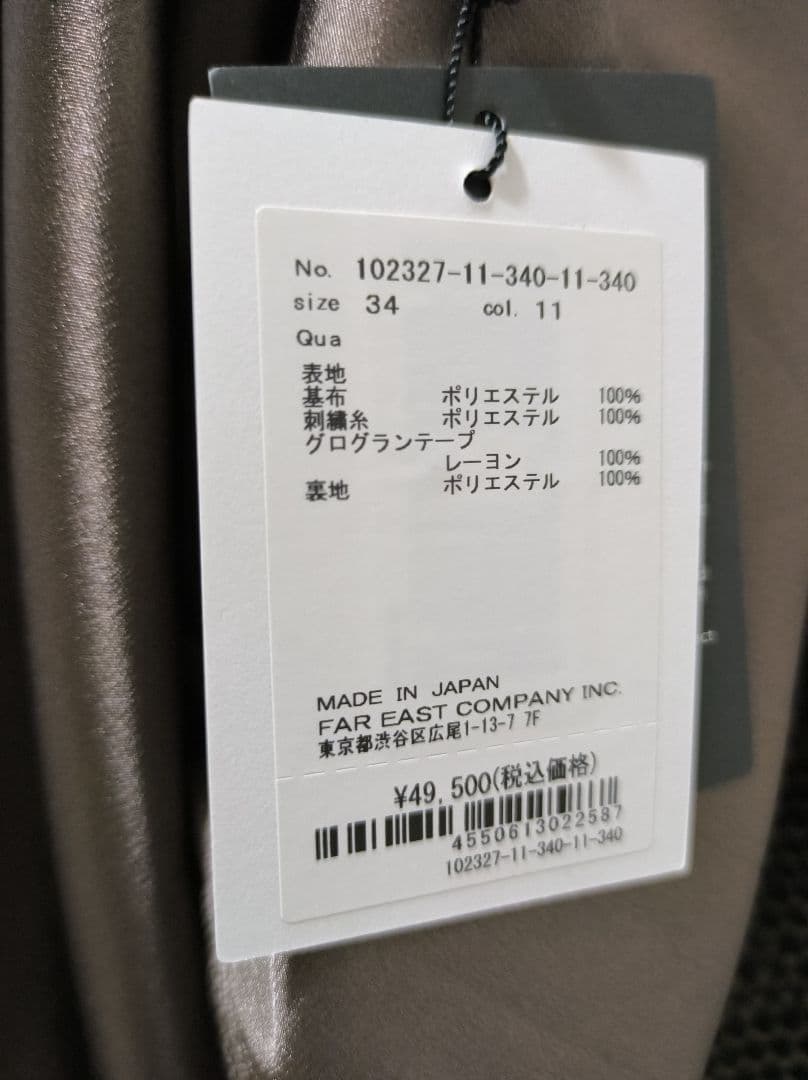 No. 102327-11-340-11-340
size 34 col. 11
Qua
表地
基布 ポリエステル 100%
刺繍糸 ポリエステル 100%
グログランテープ
レーヨン 100%
裏地 ポリエステル 100%
MADE IN JAPAN
FAR EAST COMPANY INC.
東京都渋谷区広尾1-13-7 7F
¥49,500(税込価格)
4550613022587
102327-11-340-11-340